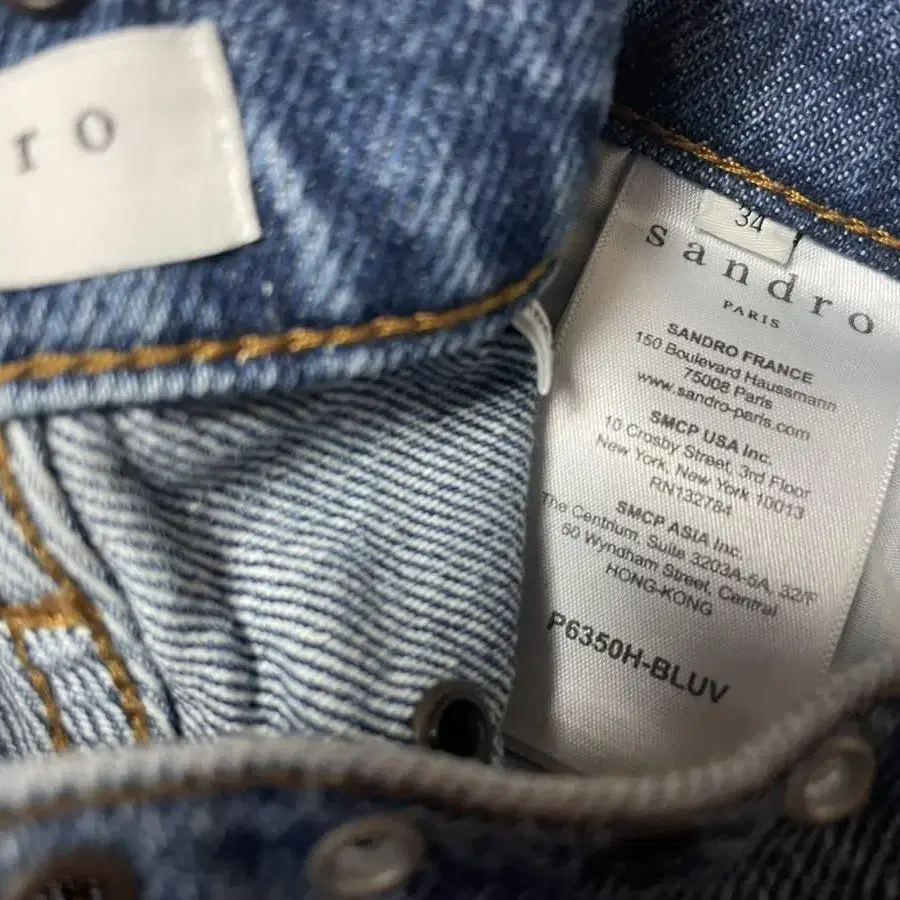 ro
34
sandro
PARIS
SANDRO FRANCE
150 Boulevard Haussmann
75008 Paris
www.sandro-paris.com
SMCP USA Inc.
10 Crosby Street, 3rd Floor
New York, New York 10013
RN132784
SMCP ASIA Inc.
The Centrium, Suite 3203A-5A, 32/F
60 Wyndham Street, Central
HONG-KONG
P6350H-BLUV